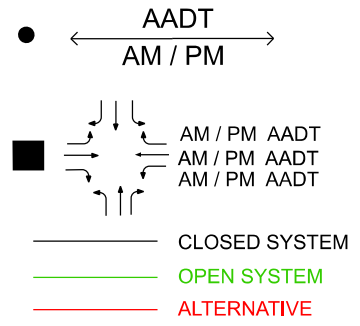 AADT
AM / PM
AM / PM AADT
AM / PM AADT
AM / PM AADT
CLOSED SYSTEM
OPEN SYSTEM
ALTERNATIVE